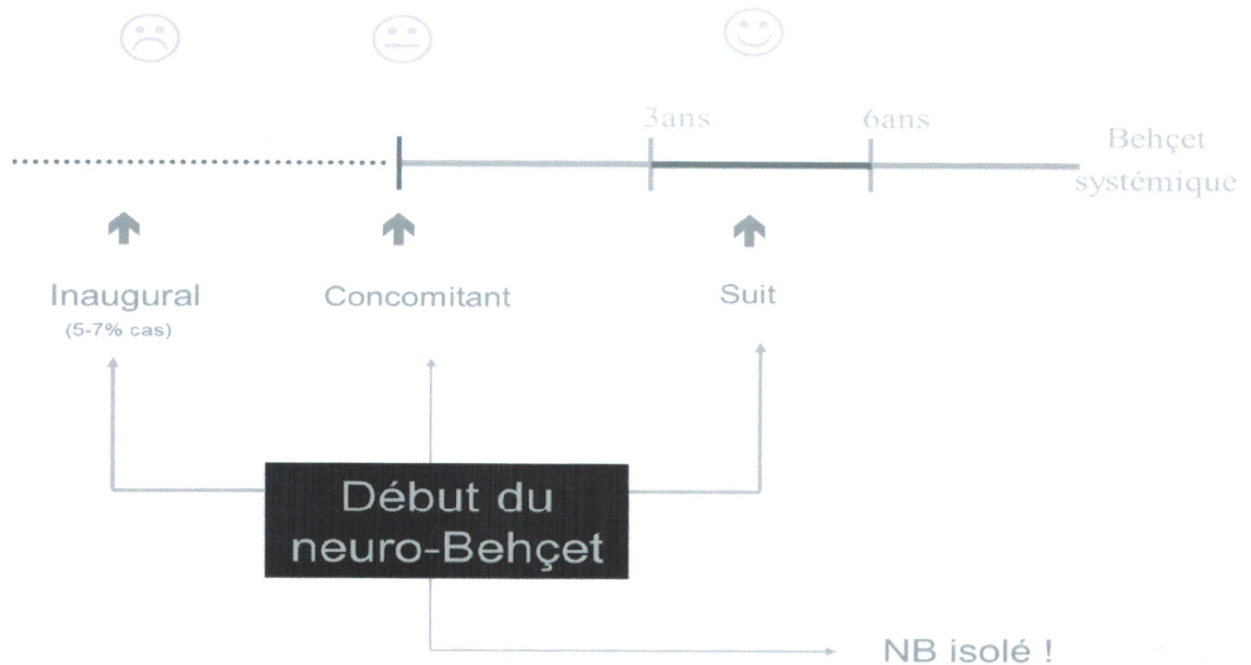 3ans
6ans
Behçet
systémique
Inaugural
(5-7% cas)
Concomitant
Suit
Début du
neuro-Behçet
NB isolé !